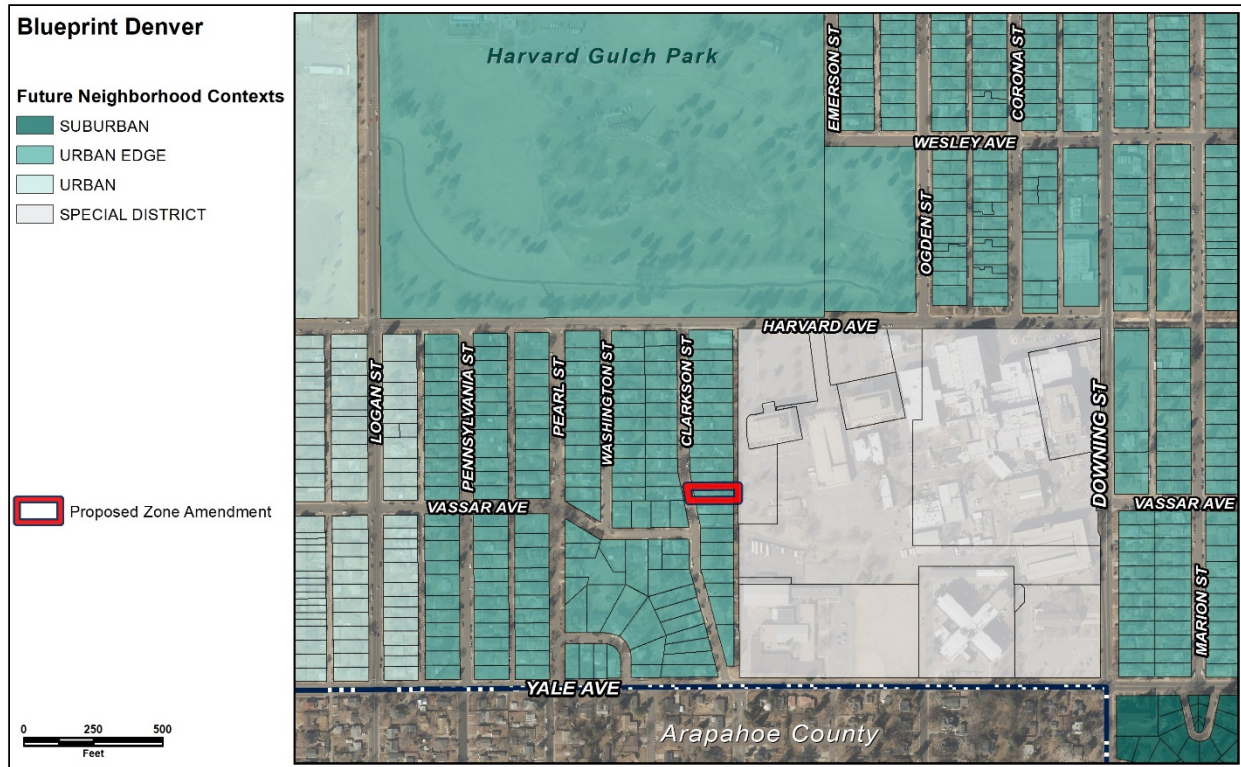 Blueprint Denver
Future Neighborhood Contexts
SUBURBAN
URBAN EDGE
URBAN
SPECIAL DISTRICT
Proposed Zone Amendment
0 250 500
Feet
Harvard Gulch Park
EMERSON ST
CORONA ST
WESLEY AVE
OGDEN ST
HARVARD AVE
LOGAN ST
PENNSYLVANIA ST
PEARL ST
WASHINGTON ST
CLARKSON ST
DOWNING ST
VASSAR AVE
VASSAR AVE
MARION ST
YALE AVE
Arapahoe County